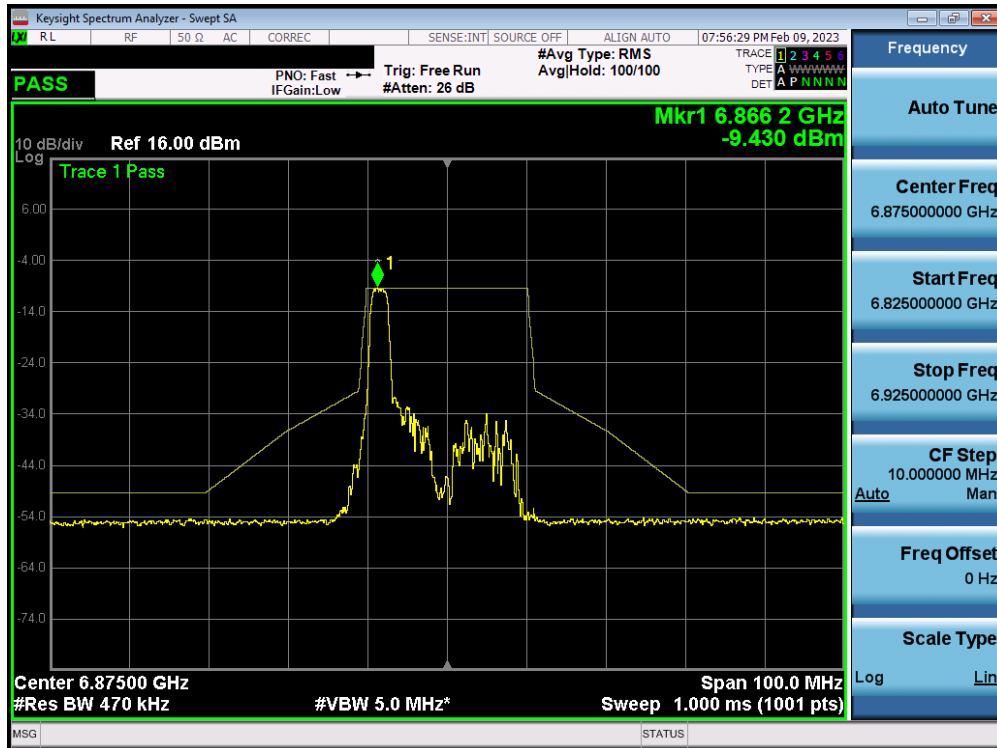 Keysight Spectrum Analyzer - Swept SA
LXI RL RF 50 Ω AC CORREC SENSE:INT SOURCE OFF ALIGN AUTO 07:56:29 PM Feb 09, 2023
PASS
PNO: Fast
IFGain:Low
Trig: Free Run
#Atten: 26 dB
#Avg Type: RMS
Avg|Hold: 100/100
TRACE 1 2 3 4 5 6
TYPE A WWWWW
DET A P N N N N
Mkr1 6.866 2 GHz
-9.430 dBm
10 dB/div Ref 16.00 dBm
Log
Trace 1 Pass
1
6.00
-4.00
-14.0
-24.0
-34.0
-44.0
-54.0
-64.0
-74.0
Center 6.87500 GHz Span 100.0 MHz
#Res BW 470 kHz #VBW 5.0 MHz* Sweep 1.000 ms (1001 pts)
MSG STATUS
Frequency
Auto Tune
Center Freq
6.875000000 GHz
Start Freq
6.825000000 GHz
Stop Freq
6.925000000 GHz
CF Step
10.000000 MHz
Auto Man
Freq Offset
0 Hz
Scale Type
Log Lin